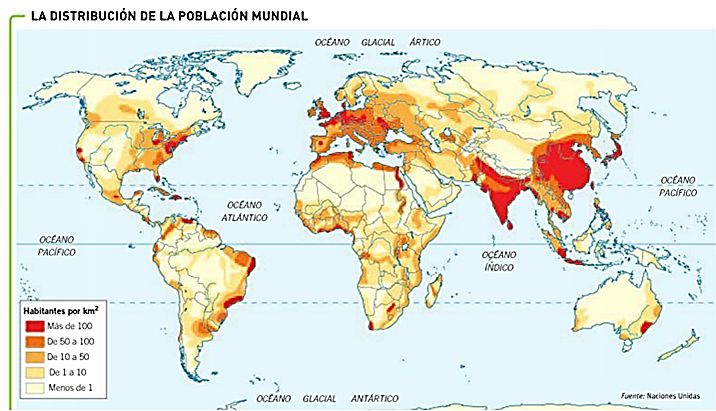 LA DISTRIBUCIÓN DE LA POBLACIÓN MUNDIAL
OCÉANO GLACIAL ÁRTICO
OCÉANO
PACÍFICO
OCÉANO
ATLÁNTICO
OCÉANO
PACÍFICO
OCÉANO
ÍNDICO
Habitantes por km²
Más de 100
De 50 a 100
De 10 a 50
De 1 a 10
Menos de 1
OCÉANO GLACIAL ANTÁRTICO
Fuente: Naciones Unidas